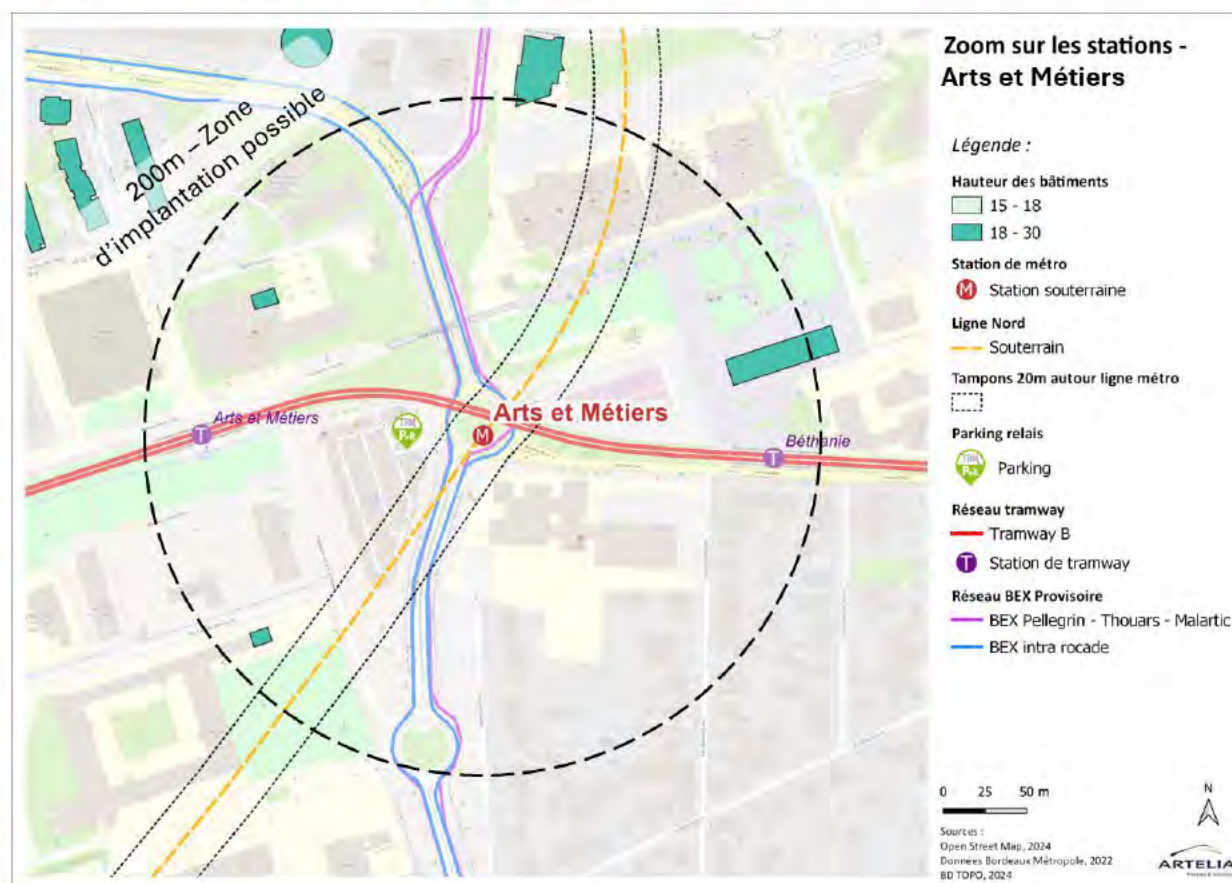 200m – Zone
d'implantation possible
Arts et Métiers
TBM
P+R
Arts et Métiers
M
T
T
Béthanie
Zoom sur les stations -
Arts et Métiers
Légende :
Hauteur des bâtiments
15 - 18
18 - 30
Station de métro
M Station souterraine
Ligne Nord
Souterrain
Tampons 20m autour ligne métro
Parking relais
TBM P+R Parking
Réseau tramway
Tramway B
T Station de tramway
Réseau BEX Provisoire
BEX Pellegrin - Thouars - Malartic
BEX intra rocade
0 25 50 m
N
Sources :
Open Street Map, 2024
Données Bordeaux Métropole, 2022
BD TOPO, 2024
ARTELIA